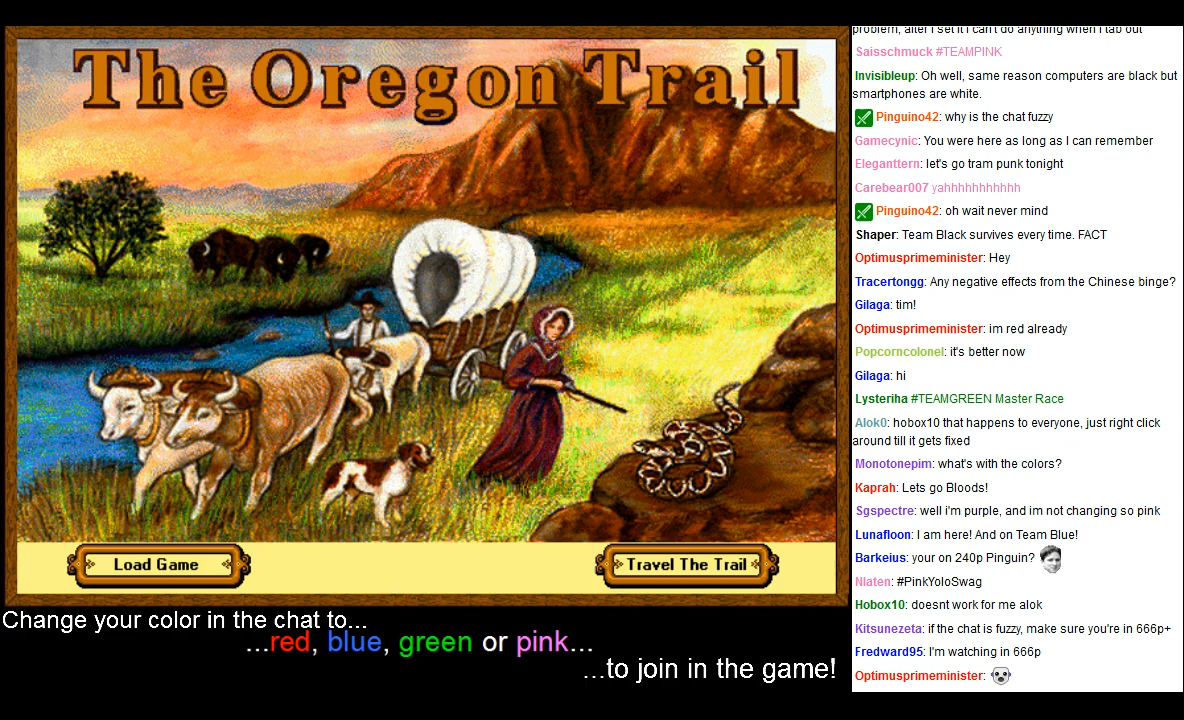 The Oregon Trail
Load Game
Travel The Trail
Change your color in the chat to...
...red, blue, green or pink...
...to join in the game!
problem, after I set it I can't do anything when I tab out
Saisschmuck #TEAMPINK
Invisibleup: Oh well, same reason computers are black but
smartphones are white.
Pinguino42: why is the chat fuzzy
Gamecynic: You were here as long as I can remember
Eleganttern: let's go tram punk tonight
Carebear007 yahhhhhhhhhhh
Pinguino42: oh wait never mind
Shaper: Team Black survives every time. FACT
Optimusprimeminister: Hey
Tracertongg: Any negative effects from the Chinese binge?
Gilaga: tim!
Optimusprimeminister: im red already
Popcorncolonel: it's better now
Gilaga: hi
Lysteriha #TEAMGREEN Master Race
Alok0: hobox10 that happens to everyone, just right click
around till it gets fixed
Monotonepim: what's with the colors?
Kaprah: Lets go Bloods!
Sgspectre: well i'm purple, and im not changing so pink
Lunafloon: I am here! And on Team Blue!
Barkeius: your on 240p Pinguin?
Nlaten: #PinkYoloSwag
Hobox10: doesnt work for me alok
Kitsunezeta: if the chat is fuzzy, make sure you're in 666p+
Fredward95: I'm watching in 666p
Optimusprimeminister: